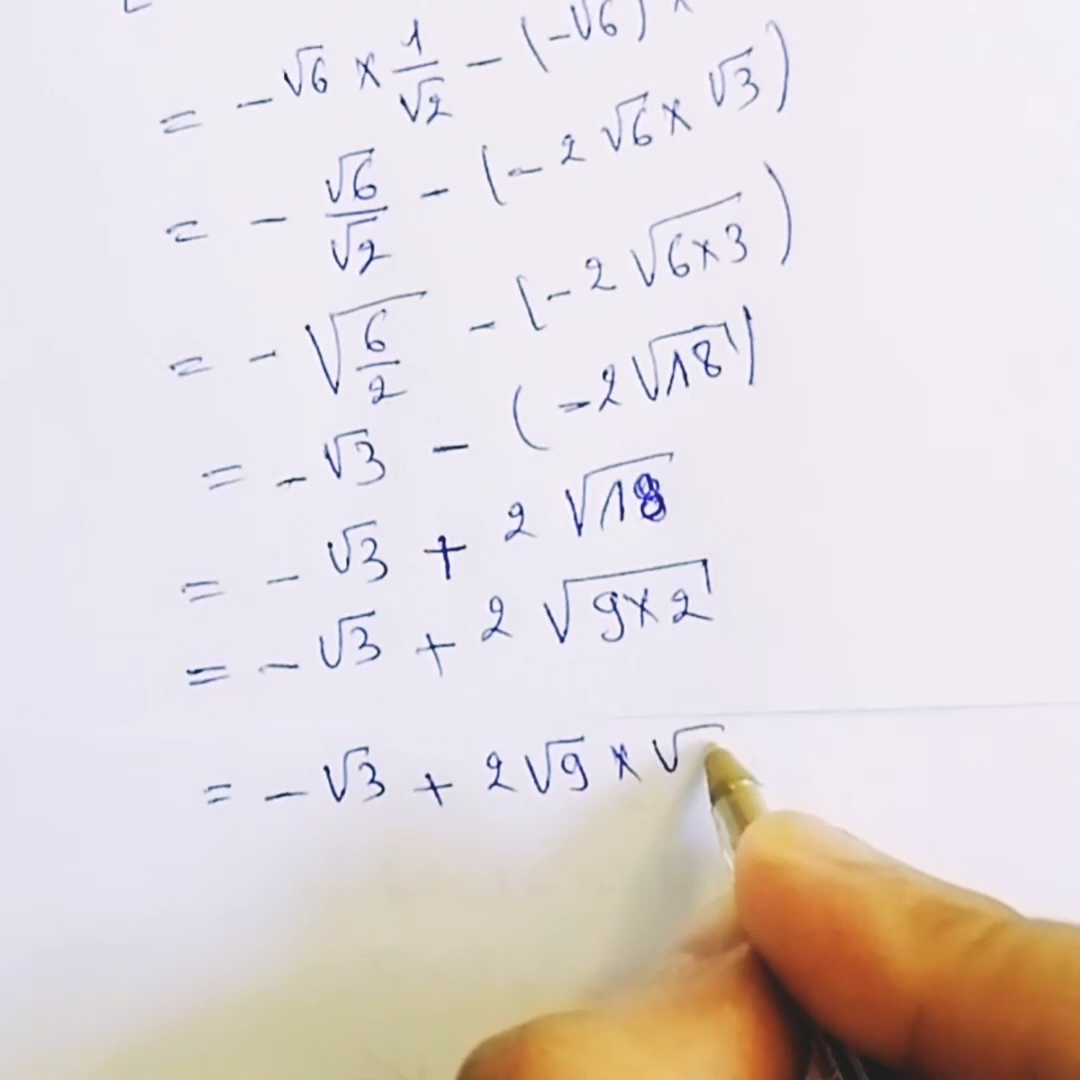 = - √6 × 1/√2 - (-√6) ×
= - √6/√2 - (-2√6 × √3)
= - √(6/2) - (-2√(6×3))
= - √3 - (-2√18)
= - √3 + 2√18
= - √3 + 2√(9×2)
= - √3 + 2√9 × √